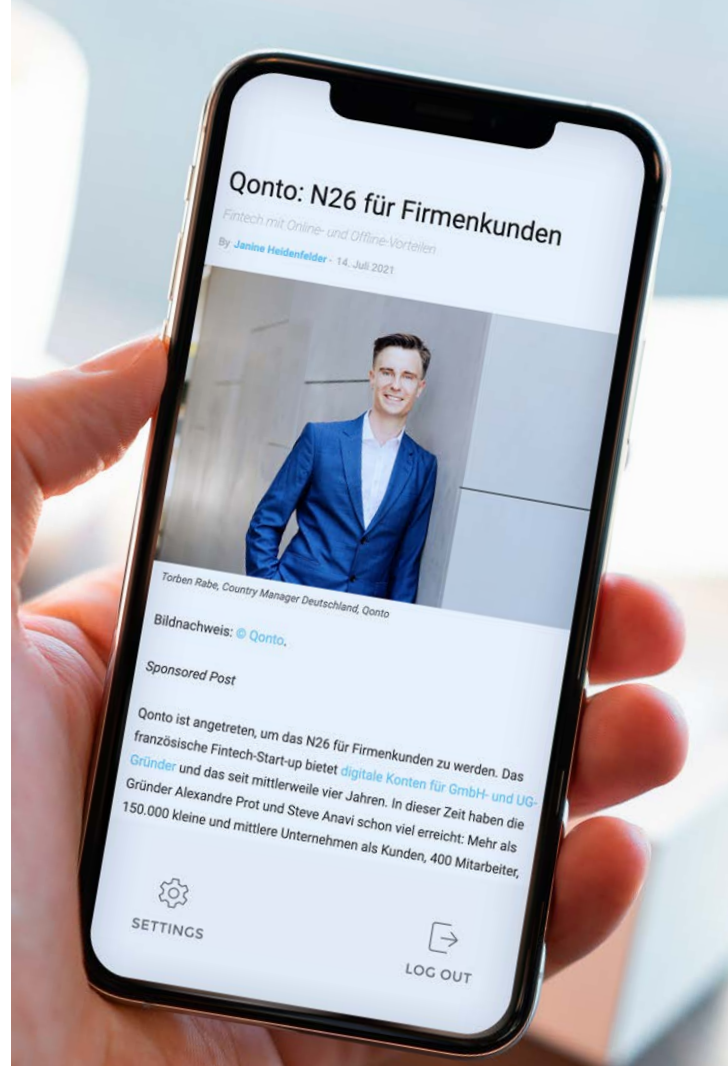 Qonto: N26 für Firmenkunden
Fintech mit Online- und Offline-Vorteilen
By Janine Heidenfelder - 14. Juli 2021
Torben Rabe, Country Manager Deutschland, Qonto
Bildnachweis: © Qonto.
Sponsored Post
Qonto ist angetreten, um das N26 für Firmenkunden zu werden. Das
französische Fintech-Start-up bietet digitale Konten für GmbH- und UG-
Gründer und das seit mittlerweile vier Jahren. In dieser Zeit haben die
Gründer Alexandre Prot und Steve Anavi schon viel erreicht: Mehr als
150.000 kleine und mittlere Unternehmen als Kunden, 400 Mitarbeiter,
SETTINGS
LOG OUT